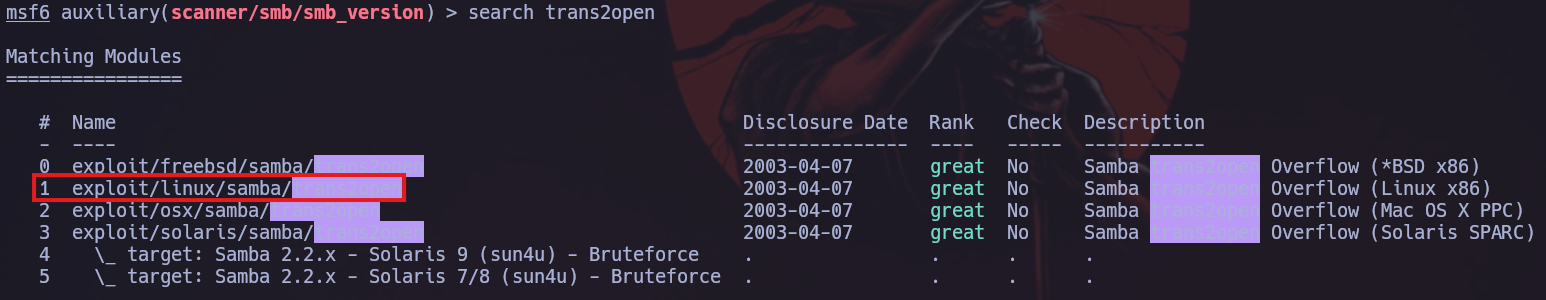 msf6 auxiliary(scanner/smb/smb_version) > search trans2open
Matching Modules
================
# Name Disclosure Date Rank Check Description
- ---- --------------- ---- ----- -----------
0 exploit/freebsd/samba/trans2open 2003-04-07 great No Samba trans2open Overflow (*BSD x86)
1 exploit/linux/samba/trans2open 2003-04-07 great No Samba trans2open Overflow (Linux x86)
2 exploit/osx/samba/trans2open 2003-04-07 great No Samba trans2open Overflow (Mac OS X PPC)
3 exploit/solaris/samba/trans2open 2003-04-07 great No Samba trans2open Overflow (Solaris SPARC)
4 \_ target: Samba 2.2.x - Solaris 9 (sun4u) - Bruteforce . . . .
5 \_ target: Samba 2.2.x - Solaris 7/8 (sun4u) - Bruteforce . . . .